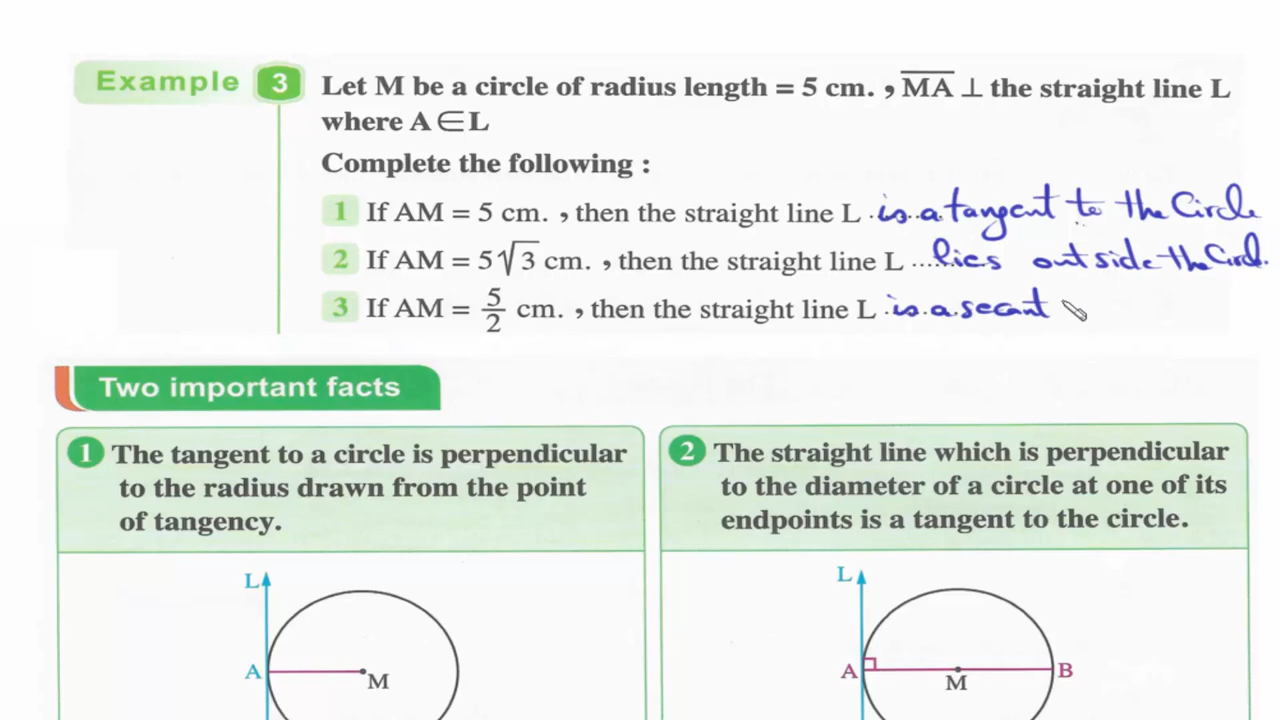 Example 3 Let M be a circle of radius length = 5 cm. , MA ⊥ the straight line L
where A ∈ L
Complete the following :
1 If AM = 5 cm. , then the straight line L is a tangent to the Circle
2 If AM = 5√3 cm. , then the straight line L ...... lies outside the Circl.
3 If AM = 5/2 cm. , then the straight line L is a secant
Two important facts
1 The tangent to a circle is perpendicular
to the radius drawn from the point
of tangency.
2 The straight line which is perpendicular
to the diameter of a circle at one of its
endpoints is a tangent to the circle.
L
A M
L
A M B